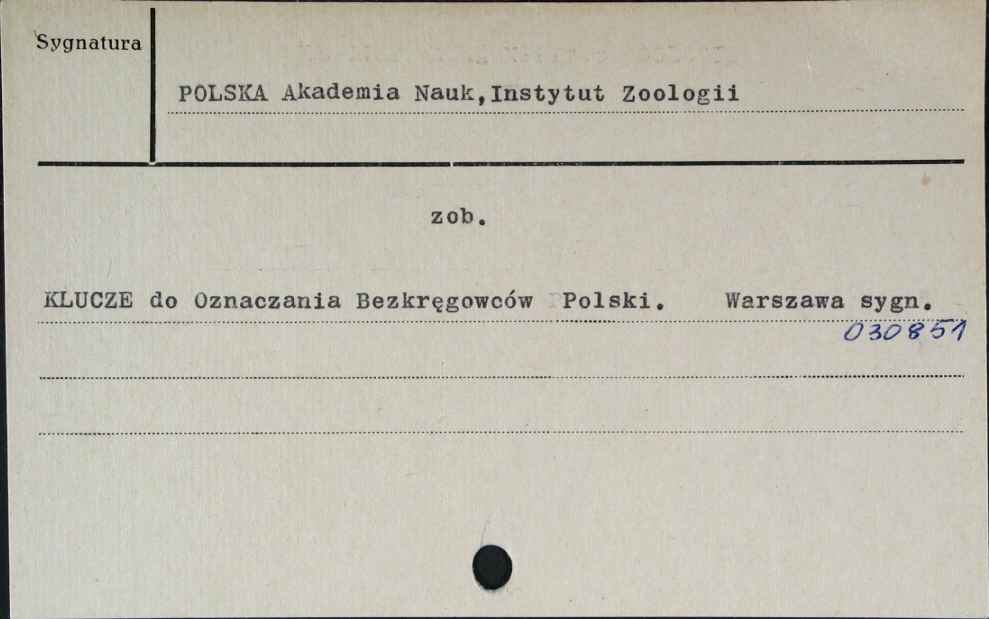 Sygnatura
POLSKA Akademia Nauk,Instytut Zoologii
zob.
KLUCZE do Oznaczania Bezkręgowców Polski. Warszawa sygn.
030851